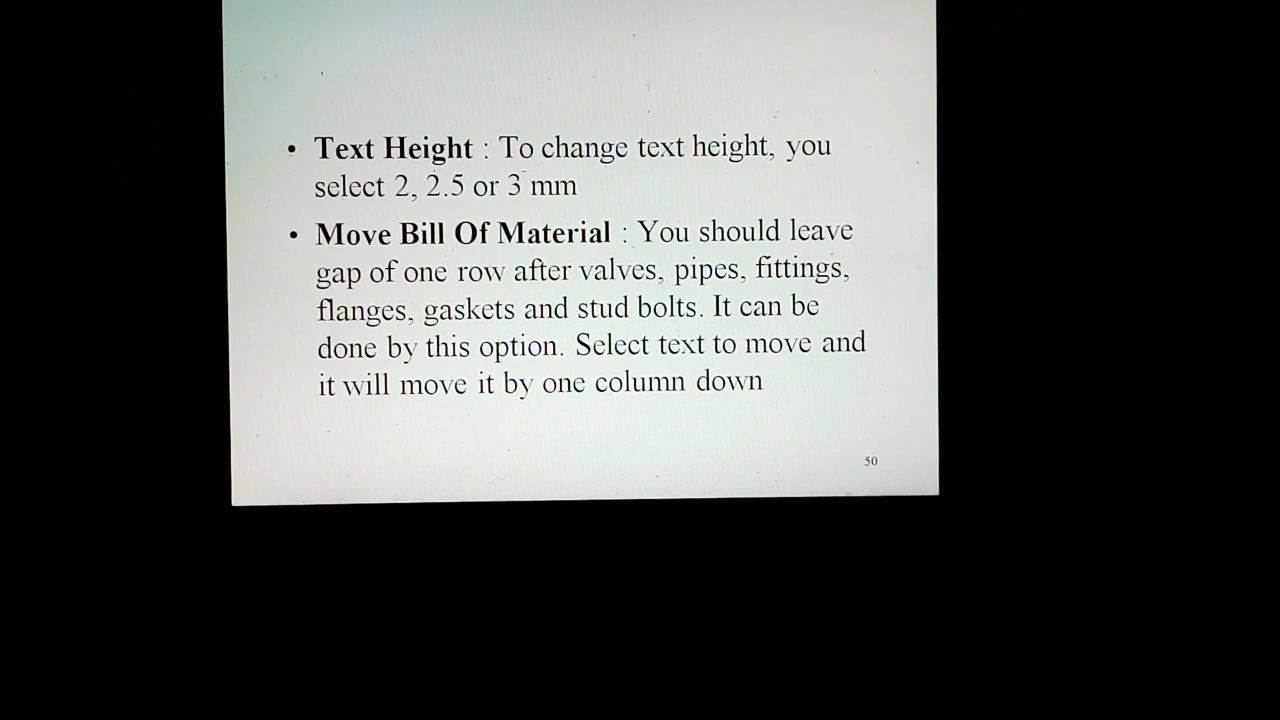 • Text Height : To change text height, you
select 2, 2.5 or 3 mm
• Move Bill Of Material : You should leave
gap of one row after valves, pipes, fittings,
flanges, gaskets and stud bolts. It can be
done by this option. Select text to move and
it will move it by one column down
50